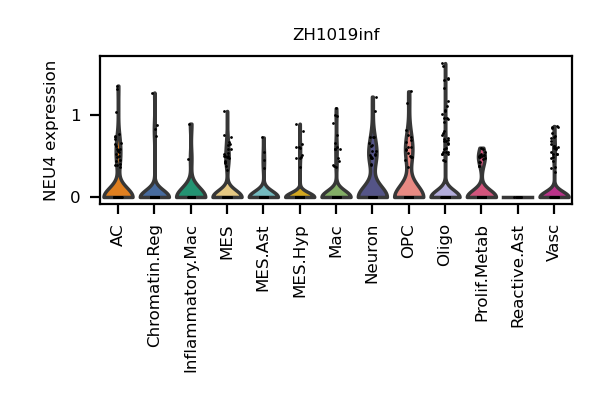 ZH1019inf
NEU4 expression
1
0
AC
Chromatin.Reg
Inflammatory.Mac
MES
MES.Ast
MES.Hyp
Mac
Neuron
OPC
Oligo
Prolif.Metab
Reactive.Ast
Vasc